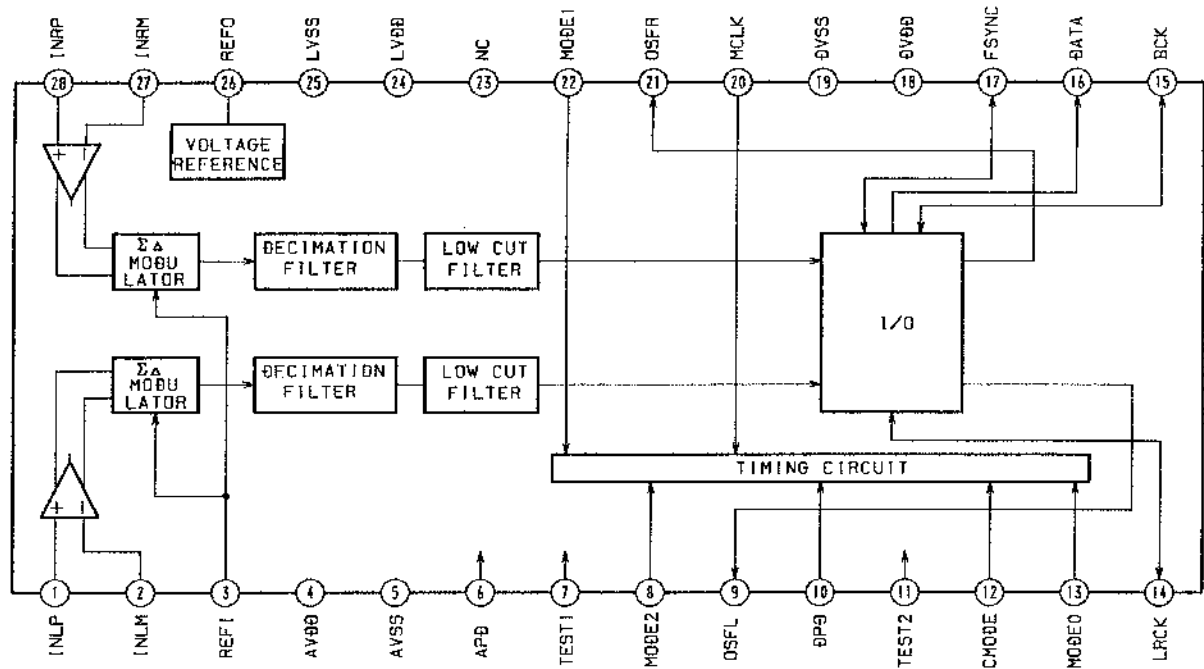 INRP
INRM
REFO
LVSS
LVDD
NC
MODE1
OSFR
MCLK
DVSS
DVDD
FSYNC
DATA
BCK
28
27
26
25
24
23
22
21
20
19
18
17
16
15
+
−
VOLTAGE
REFERENCE
ΣΔ
MODU
LATOR
DECIMATION
FILTER
LOW CUT
FILTER
I/O
ΣΔ
MODU
LATOR
DECIMATION
FILTER
LOW CUT
FILTER
TIMING CIRCUIT
+
−
1
2
3
4
5
6
7
8
9
10
11
12
13
14
INLP
INLM
REFI
AVDD
AVSS
APD
TEST1
MODE2
OSFL
DPD
TEST2
CMODE
MODE0
LRCK